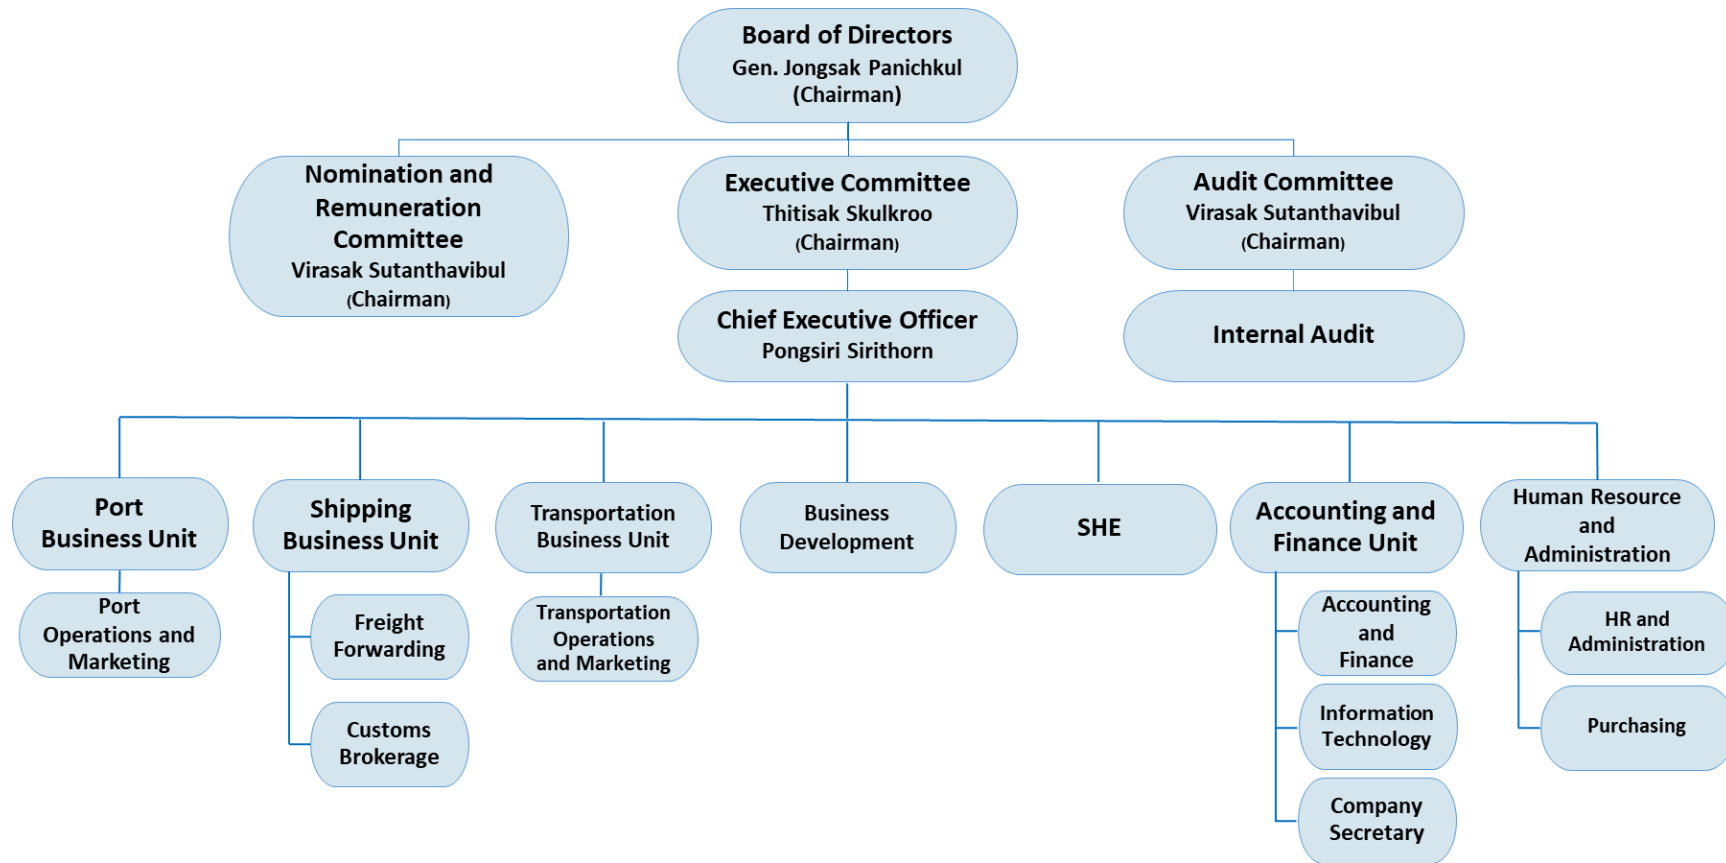 Board of Directors
Gen. Jongsak Panichkul
(Chairman)
Nomination and
Remuneration
Committee
Virasak Sutanthavibul
(Chairman)
Executive Committee
Thitisak Skulkroo
(Chairman)
Audit Committee
Virasak Sutanthavibul
(Chairman)
Chief Executive Officer
Pongsiri Sirithorn
Internal Audit
Port
Business Unit
Shipping
Business Unit
Transportation
Business Unit
Business
Development
SHE
Accounting and
Finance Unit
Human Resource
and
Administration
Port
Operations and
Marketing
Freight
Forwarding
Customs
Brokerage
Transportation
Operations
and Marketing
Accounting
and
Finance
Information
Technology
Company
Secretary
HR and
Administration
Purchasing